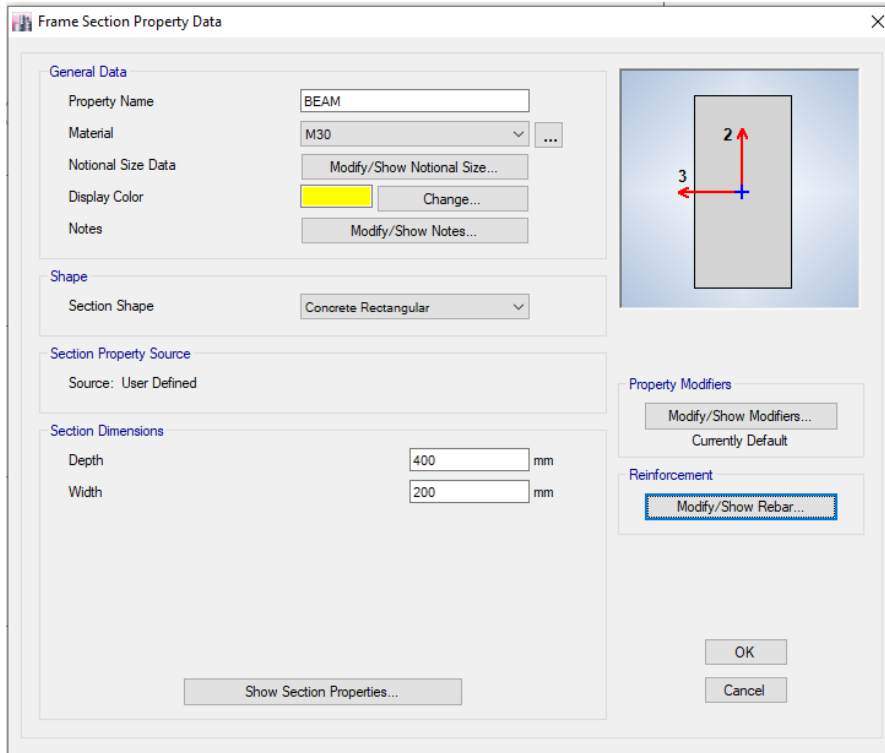 Frame Section Property Data
General Data
Property Name BEAM
Material M30 ...
Notional Size Data Modify/Show Notional Size...
Display Color Change...
Notes Modify/Show Notes...
Shape
Section Shape Concrete Rectangular
Section Property Source
Source: User Defined
Section Dimensions
Depth 400 mm
Width 200 mm
Show Section Properties...
2
3
Property Modifiers
Modify/Show Modifiers...
Currently Default
Reinforcement
Modify/Show Rebar...
OK
Cancel